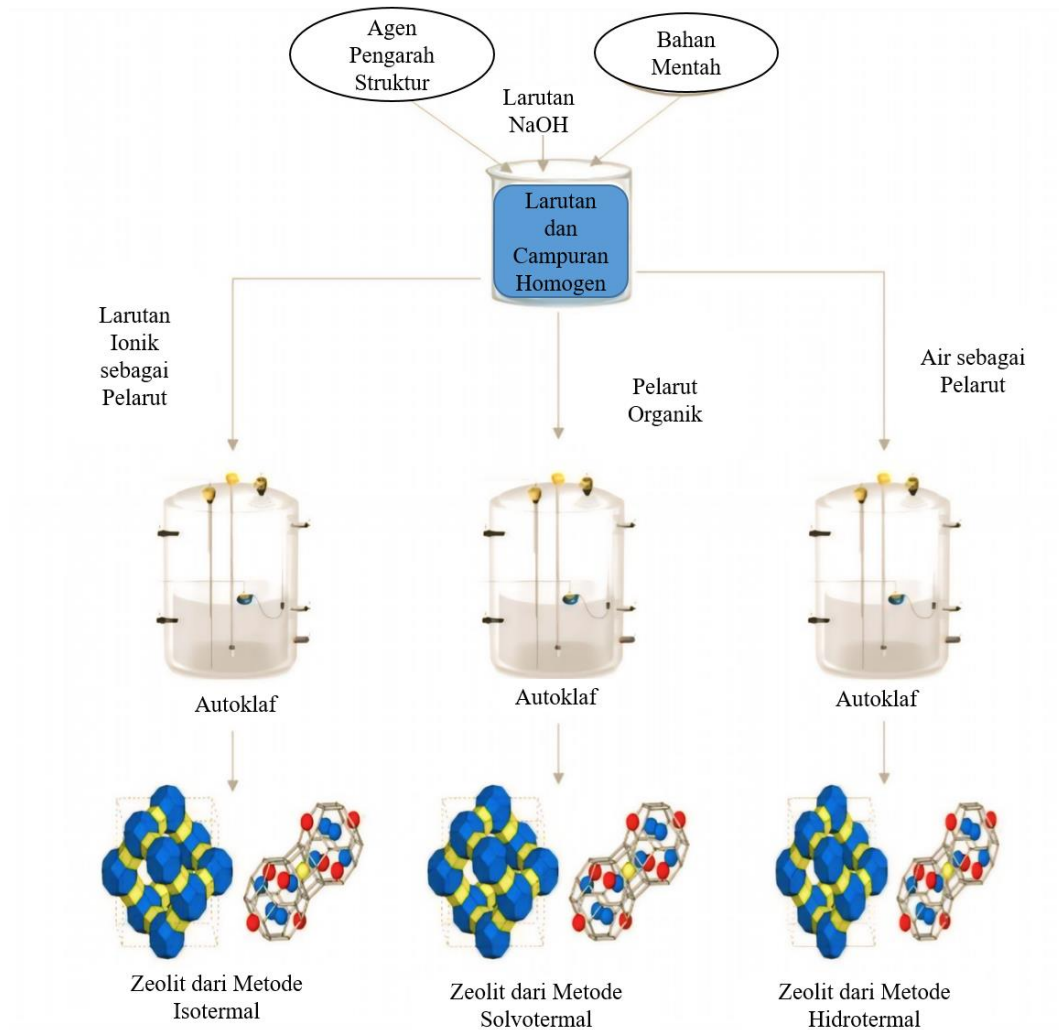 Agen
Pengarah
Struktur
Bahan
Mentah
Larutan
NaOH
Larutan
dan
Campuran
Homogen
Larutan
Ionik
sebagai
Pelarut
Pelarut
Organik
Air sebagai
Pelarut
Autoklaf
Autoklaf
Autoklaf
Zeolit dari Metode
Isotermal
Zeolit dari Metode
Solvotermal
Zeolit dari Metode
Hidrotermal